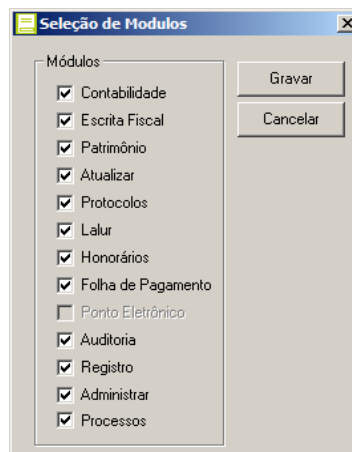 Seleção de Modulos
Módulos
Contabilidade
Escrita Fiscal
Patrimônio
Atualizar
Protocolos
Lalur
Honorários
Folha de Pagamento
Ponto Eletrônico
Auditoria
Registro
Administrar
Processos
Gravar
Cancelar